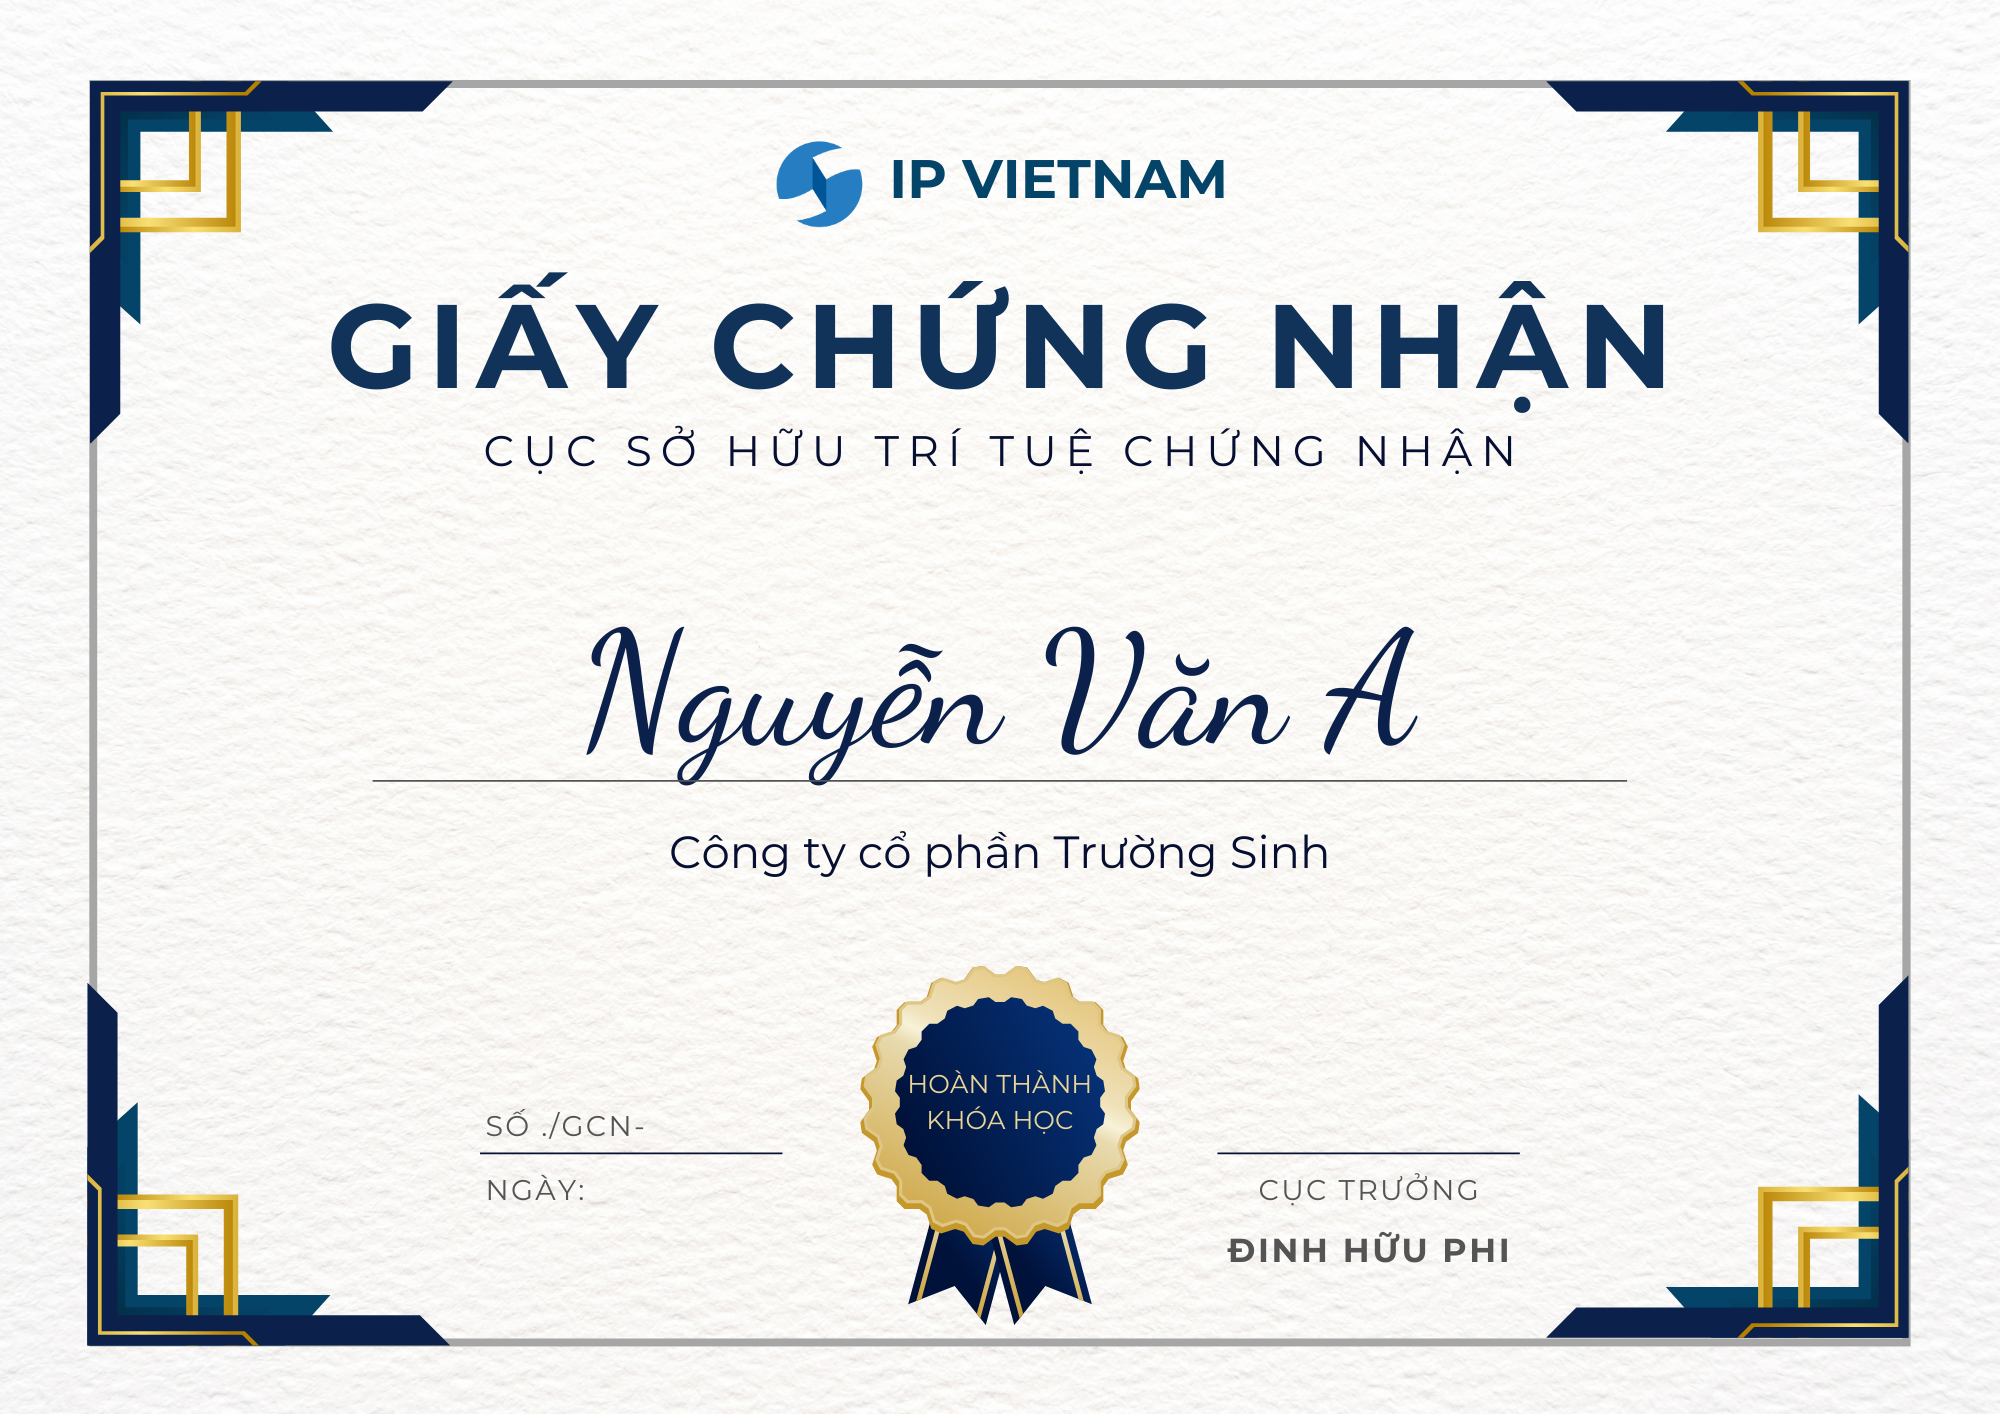 IP VIETNAM
GIẤY CHỨNG NHẬN
CỤC SỞ HỮU TRÍ TUỆ CHỨNG NHẬN
Nguyễn Văn A
Công ty cổ phần Trường Sinh
HOÀN THÀNH
KHÓA HỌC
SỐ ./GCN-
NGÀY:
CỤC TRƯỞNG
ĐINH HỮU PHI